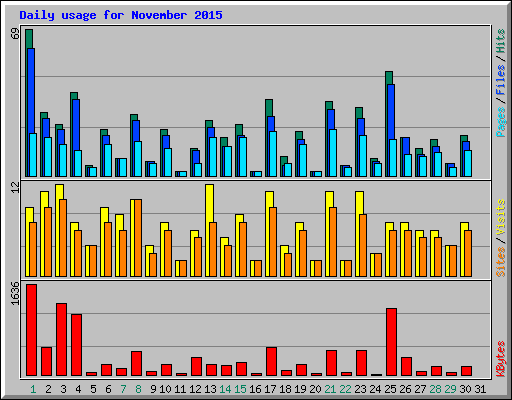 Daily usage for November 2015
69
Pages / Files / Hits
12
Sites / Visits
1636
KBytes
1 2 3 4 5 6 7 8 9 10 11 12 13 14 15 16 17 18 19 20 21 22 23 24 25 26 27 28 29 30 31